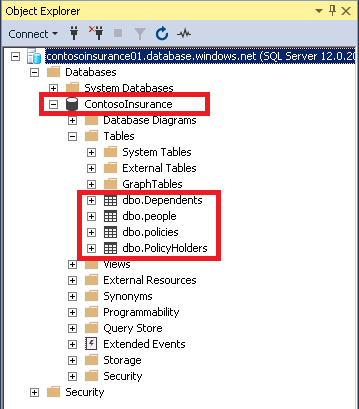 Object Explorer
Connect
contosoinsurance01.database.windows.net (SQL Server 12.0.20
Databases
System Databases
ContosoInsurance
Database Diagrams
Tables
System Tables
External Tables
GraphTables
dbo.Dependents
dbo.people
dbo.policies
dbo.PolicyHolders
Views
External Resources
Synonyms
Programmability
Query Store
Extended Events
Storage
Security
Security